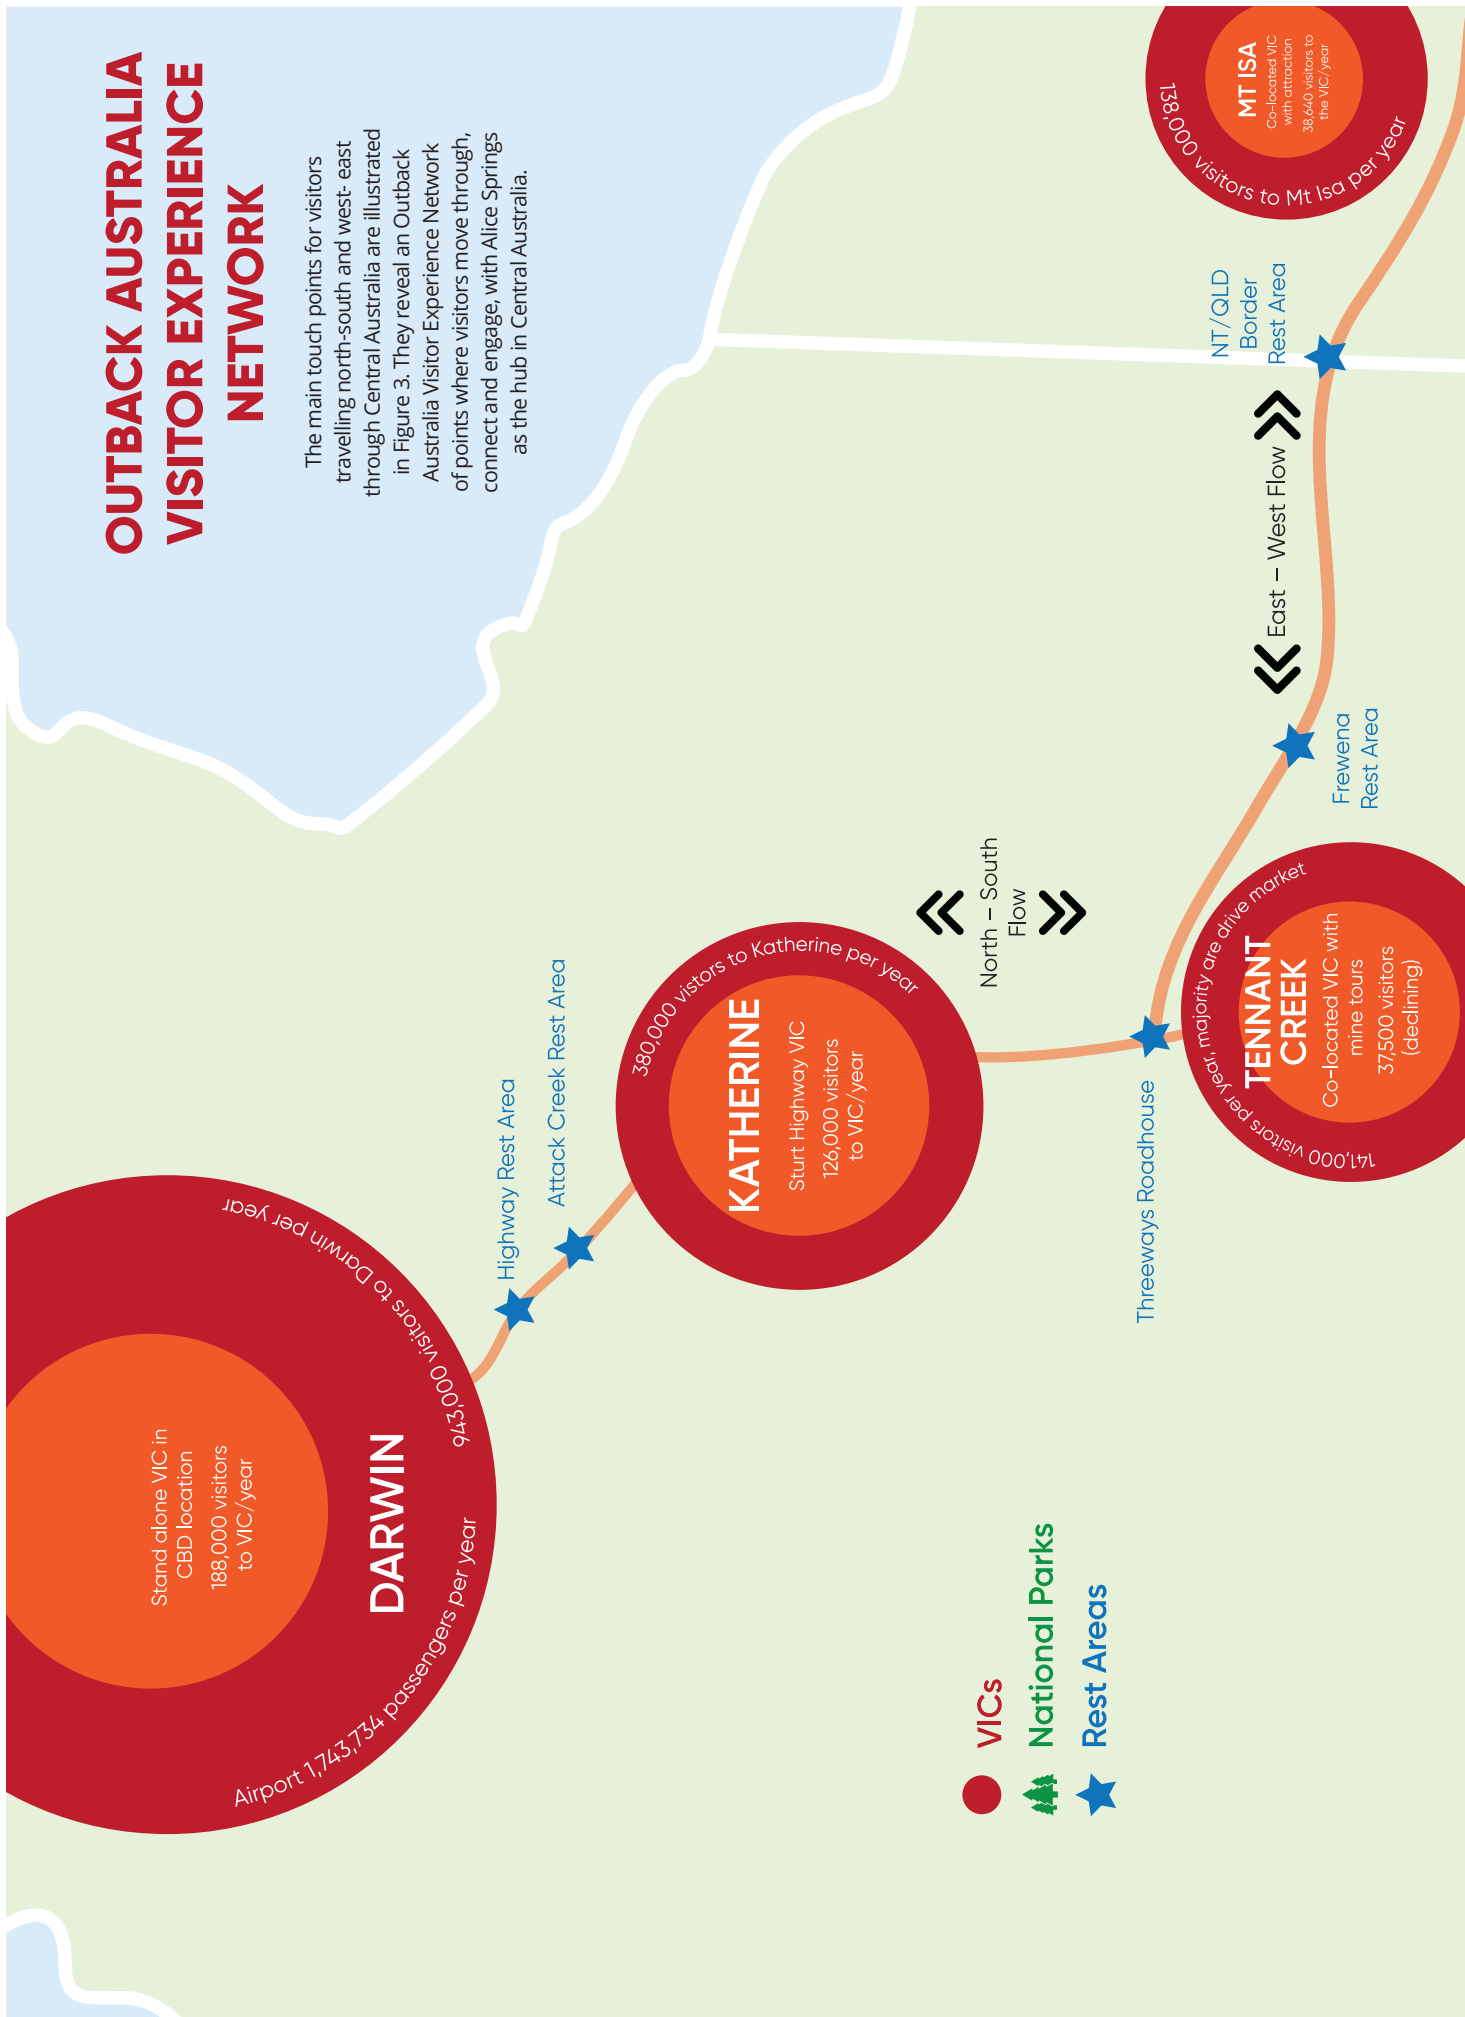 OUTBACK AUSTRALIA
VISITOR EXPERIENCE
NETWORK
The main touch points for visitors
travelling north-south and west- east
through Central Australia are illustrated
in Figure 3. They reveal an Outback
Australia Visitor Experience Network
of points where visitors move through,
connect and engage, with Alice Springs
as the hub in Central Australia.
Stand alone VIC in
CBD location
188,000 visitors
to VIC/year
DARWIN
Airport 1,743,734 passengers per year
943,000 visitors to Darwin per year
Highway Rest Area
Attack Creek Rest Area
380,000 vistors to Katherine per year
KATHERINE
Sturt Highway VIC
126,000 visitors
to VIC/year
North – South
Flow
Threeways Roadhouse
141,000 visitors per year, majority are drive market
TENNANT
CREEK
Co-located VIC with
mine tours
37,500 visitors
(declining)
Frewena
Rest Area
East – West Flow
NT/QLD
Border
Rest Area
138,000 visitors to Mt Isa per year
MT ISA
Co-located VIC
with attraction
38,640 visitors to
the VIC/year
VICs
National Parks
Rest Areas